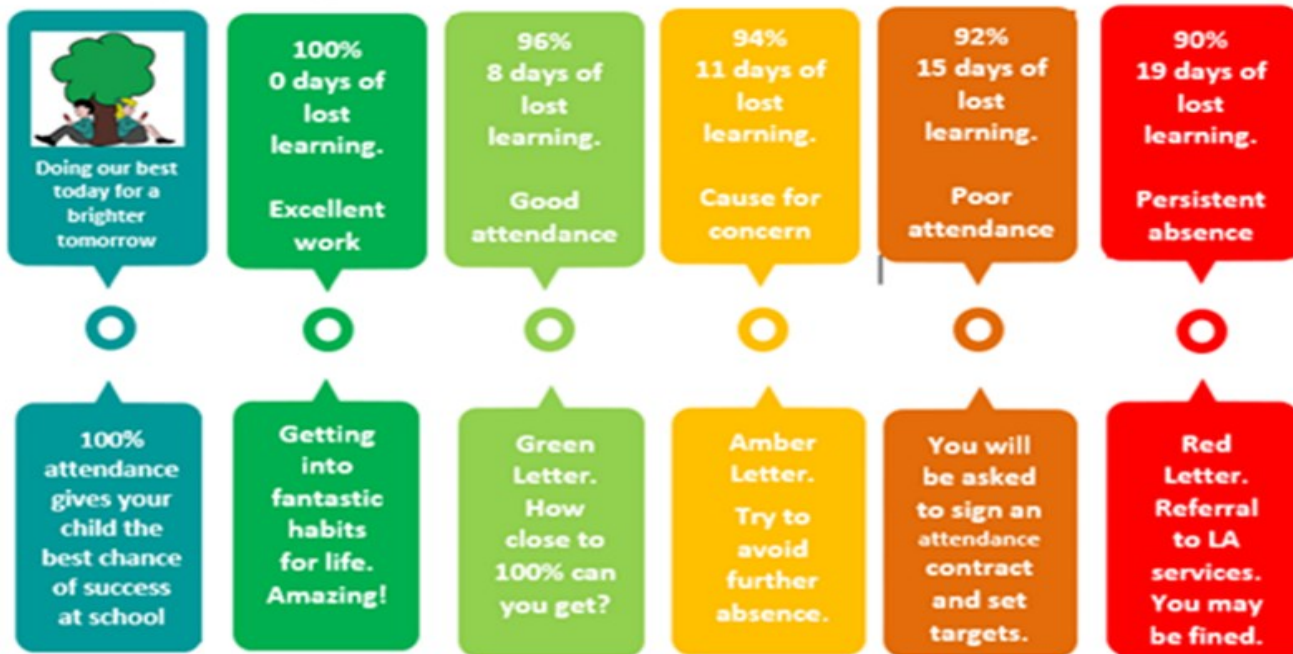 Doing our best
today for a
brighter
tomorrow
100%
0 days of
lost
learning.
Excellent
work
96%
8 days of
lost
learning.
Good
attendance
94%
11 days of
lost
learning.
Cause for
concern
92%
15 days of
lost
learning.
Poor
attendance
90%
19 days of
lost
learning.
Persistent
absence
100%
attendance
gives your
child the
best chance
of success
at school
Getting
into
fantastic
habits
for life.
Amazing!
Green
Letter.
How
close to
100% can
you get?
Amber
Letter.
Try to
avoid
further
absence.
You will
be asked
to sign an
attendance
contract
and set
targets.
Red
Letter.
Referral
to LA
services.
You may
be fined.